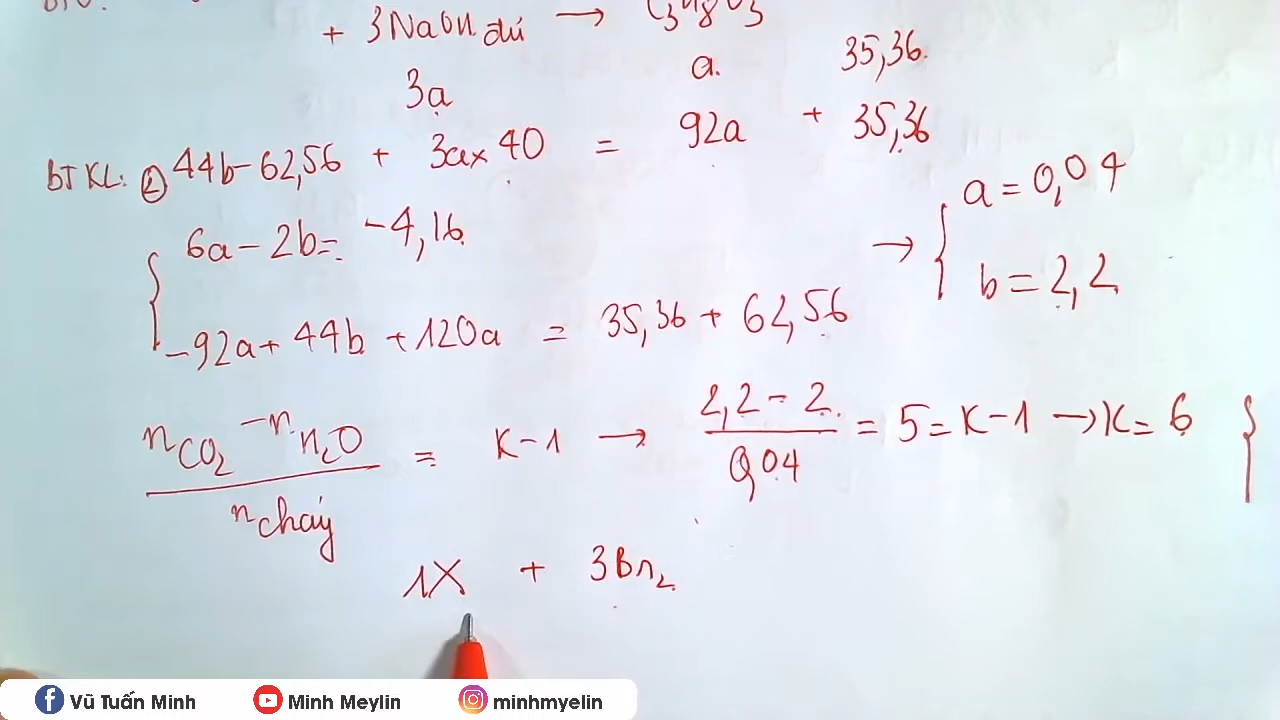 + 3NaOH dư → C3H8O3
3a a. 35,36.
BTKL: ② 44b-62,56 + 3a×40 = 92a + 35,36
6a - 2b = -4,16
-92a + 44b + 120a = 35,36 + 62,56
→ { a = 0,04
b = 2,2
nCO2 - nH2O / n cháy = K-1 → 2,2 - 2 / 0,04 = 5 = K-1 → K = 6 {
1X + 3Br2
Vũ Tuấn Minh Minh Meylin minhmyelin